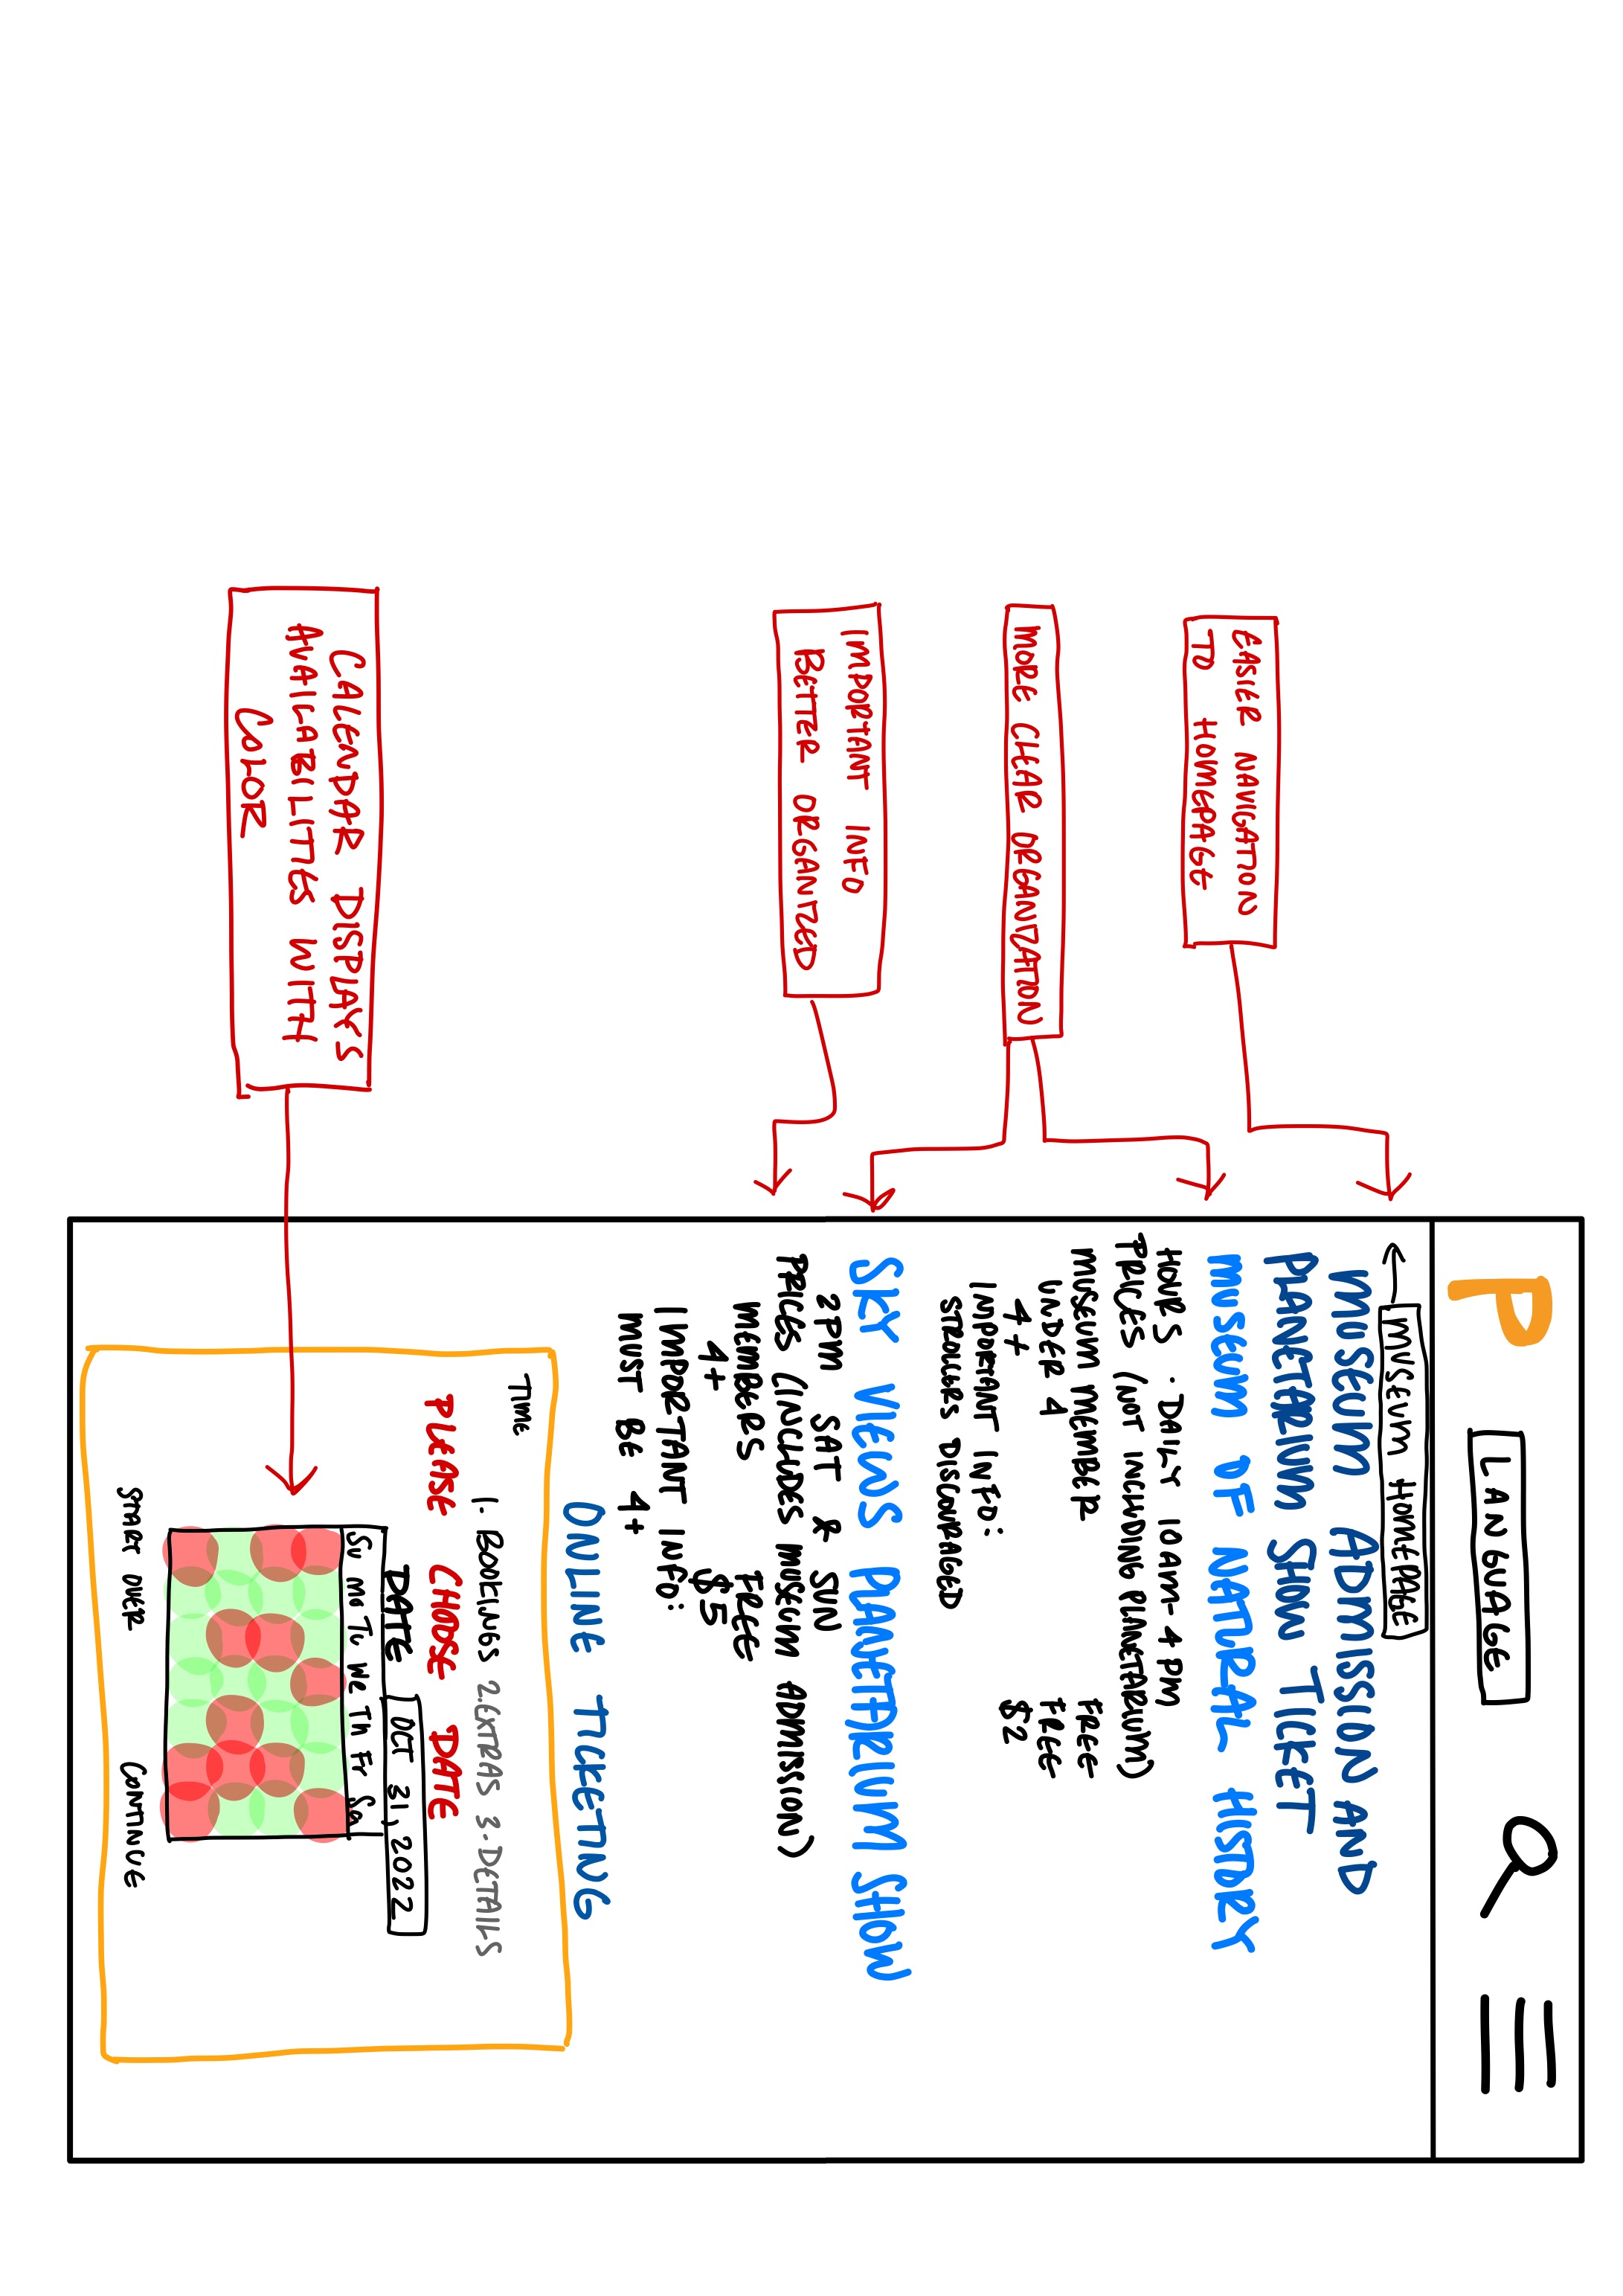 P
LANGUAGE
MUSEUM HOMEPAGE
MUSEUM ADMISSION AND
PLANETARIUM SHOW TICKET
MUSEUM OF NATURAL HISTORY
HOURS · DAILY 10AM-4PM
PRICES (NOT INCLUDING PLANETARIUM)
MUSEUM MEMBER FREE
UNDER 4 FREE
4+ $2
IMPORTANT INFO:
STROLLERS DISCOURAGED
SKY VIEWS PLANETARIUM SHOW
2PM SAT & SUN
PRICES (INCLUDES MUSEUM ADMISSION)
MEMBERS FREE
4+ $5
IMPORTANT INFO:
MUST BE 4+
ONLINE TICKETING
TIME
1. BOOKINGS 2.EXTRAS 3.DETAILS
PLEASE CHOOSE DATE
DATE OCT 31, 2022
Su Mo Tu We Th Fr Sa
START OVER CONTINUE
EASIER NAVIGATION
TO HOMEPAGE
MORE CLEAR ORGANIZATION
IMPORTANT INFO
BETTER ORGANIZED
CALENDAR DISPLAYS
AVAILABILITIES WITH
COLOR